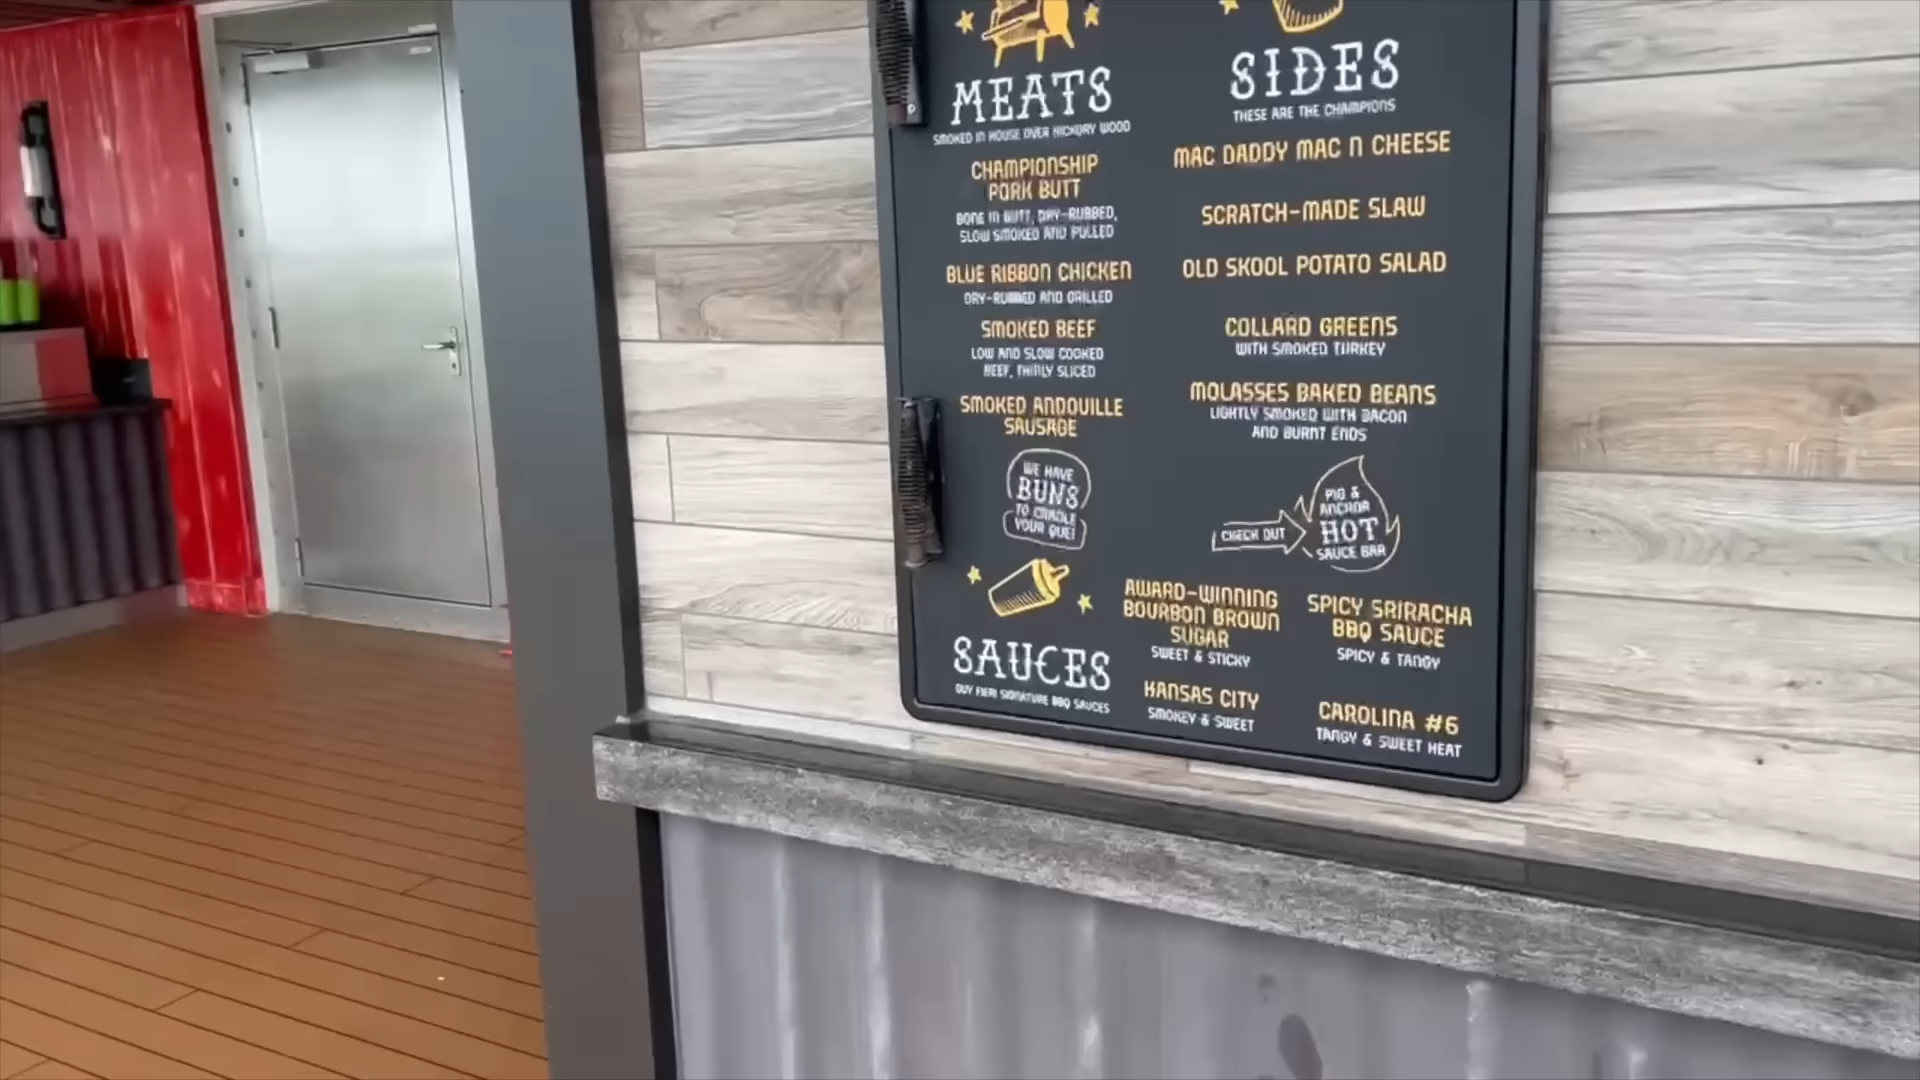 MEATS
SMOKED IN HOUSE OVER HICKORY WOOD
CHAMPIONSHIP
PORK BUTT
BONE IN BUTT, DRY-RUBBED,
SLOW SMOKED AND PULLED
BLUE RIBBON CHICKEN
DRY-RUBBED AND GRILLED
SMOKED BEEF
LOW AND SLOW COOKED
BEEF, THINLY SLICED
SMOKED ANDOUILLE
SAUSAGE
WE HAVE
BUNS
TO CRADLE
YOUR QUE!
SIDES
THESE ARE THE CHAMPIONS
MAC DADDY MAC N CHEESE
SCRATCH-MADE SLAW
OLD SKOOL POTATO SALAD
COLLARD GREENS
WITH SMOKED TURKEY
MOLASSES BAKED BEANS
LIGHTLY SMOKED WITH BACON
AND BURNT ENDS
CHECK OUT
PIG &
ANCHOR
HOT
SAUCE BAR
SAUCES
GUY FIERI SIGNATURE BBQ SAUCES
AWARD-WINNING
BOURBON BROWN
SUGAR
SWEET & STICKY
KANSAS CITY
SMOKEY & SWEET
SPICY SRIRACHA
BBQ SAUCE
SPICY & TANGY
CAROLINA #6
TANGY & SWEET HEAT